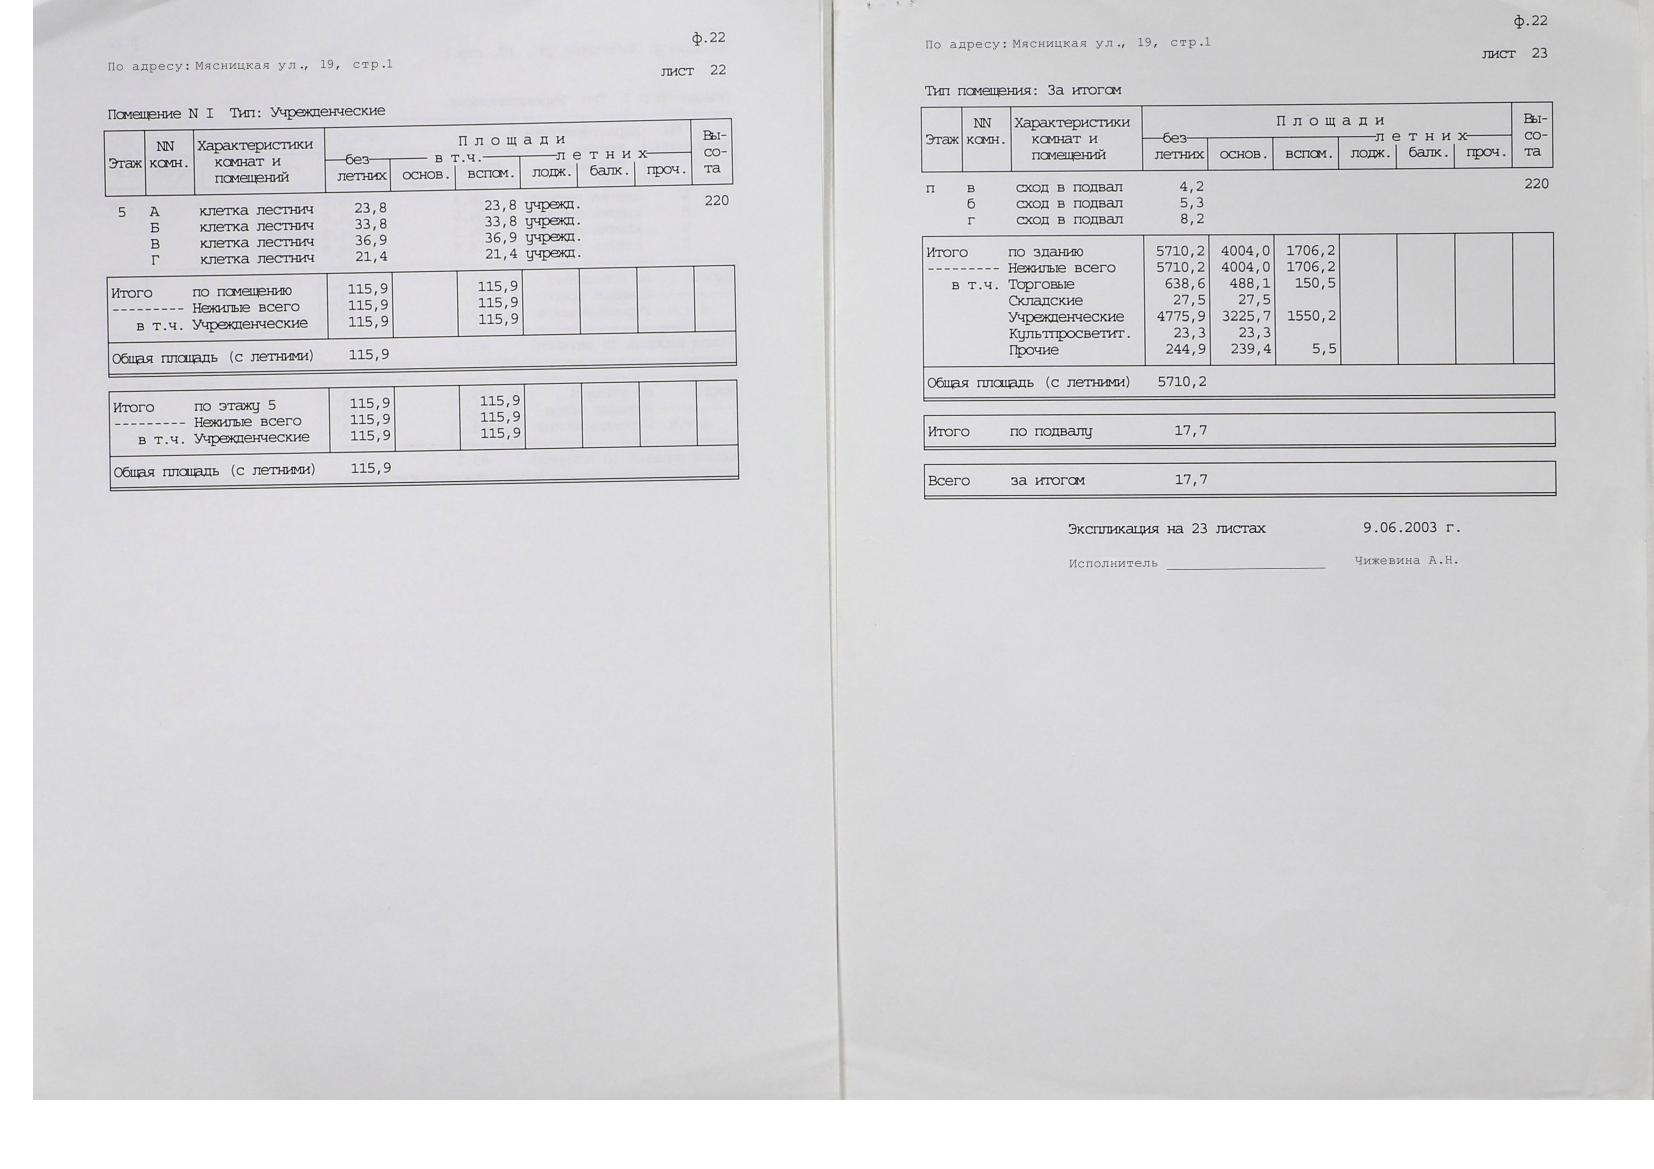 ф.22
По адресу: Мясницкая ул., 19, стр.1
лист 22
Помещение N I Тип: Учрежденческие
Этаж NN комн. Характеристики комнат и помещений Площади Вы-со-та
без летних в т.ч. летних
основ. вспом. лодж. балк. проч.
5 А клетка лестнич 23,8 23,8 учрежд. 220
Б клетка лестнич 33,8 33,8 учрежд.
В клетка лестнич 36,9 36,9 учрежд.
Г клетка лестнич 21,4 21,4 учрежд.
Итого по помещению 115,9 115,9
--------- Нежилые всего 115,9 115,9
в т.ч. Учрежденческие 115,9 115,9
Общая площадь (с летними) 115,9
Итого по этажу 5 115,9 115,9
--------- Нежилые всего 115,9 115,9
в т.ч. Учрежденческие 115,9 115,9
Общая площадь (с летними) 115,9
ф.22
По адресу: Мясницкая ул., 19, стр.1
лист 23
Тип помещения: За итогом
Этаж NN комн. Характеристики комнат и помещений Площади Вы-со-та
без летних летних
основ. вспом. лодж. балк. проч.
п в сход в подвал 4,2 220
б сход в подвал 5,3
г сход в подвал 8,2
Итого по зданию 5710,2 4004,0 1706,2
--------- Нежилые всего 5710,2 4004,0 1706,2
в т.ч. Торговые 638,6 488,1 150,5
Складские 27,5 27,5
Учрежденческие 4775,9 3225,7 1550,2
Культпросветит. 23,3 23,3
Прочие 244,9 239,4 5,5
Общая площадь (с летними) 5710,2
Итого по подвалу 17,7
Всего за итогом 17,7
Экспликация на 23 листах 9.06.2003 г.
Исполнитель ____________________ Чижевина А.Н.